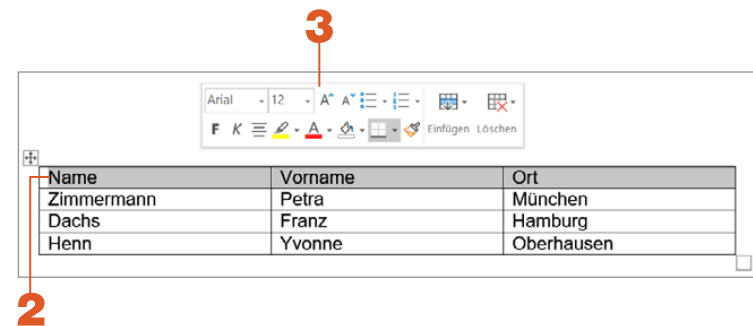 3
Arial 12 A A
F K A Einfügen Löschen
Name Vorname Ort
Zimmermann Petra München
Dachs Franz Hamburg
Henn Yvonne Oberhausen
2